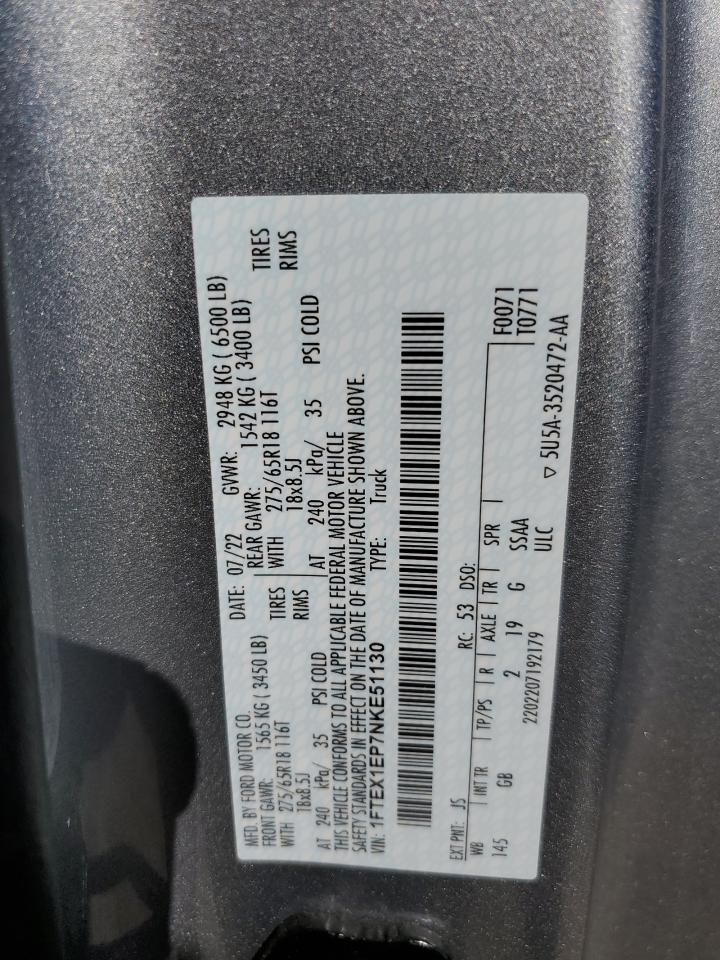 MFD. BY FORD MOTOR CO.
DATE: 07/22 GVWR: 2948 KG ( 6500 LB)
FRONT GAWR: 1565 KG ( 3450 LB) REAR GAWR: 1542 KG ( 3400 LB)
WITH 275/65R18 116T TIRES WITH 275/65R18 116T TIRES
18x8.5J RIMS 18x8.5J RIMS
AT 240 kPa/ 35 PSI COLD AT 240 kPa/ 35 PSI COLD
THIS VEHICLE CONFORMS TO ALL APPLICABLE FEDERAL MOTOR VEHICLE
SAFETY STANDARDS IN EFFECT ON THE DATE OF MANUFACTURE SHOWN ABOVE.
VIN: 1FTEX1EP7NKE51130 TYPE: Truck
EXT PNT: JS RC: 53 DSO:
WB INT TR TP/PS R AXLE TR SPR F0071
145 GB 2 19 G SSAA T0771
2202207192179 ULC ▽ 5U5A-3520472-AA